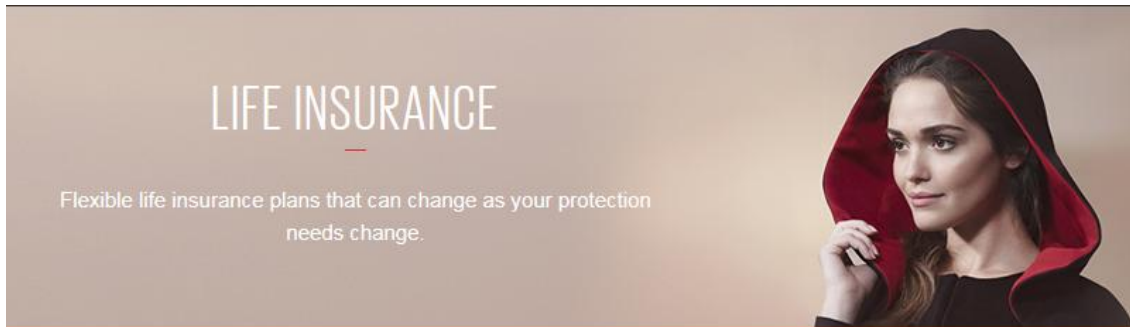 LIFE INSURANCE
Flexible life insurance plans that can change as your protection
needs change.